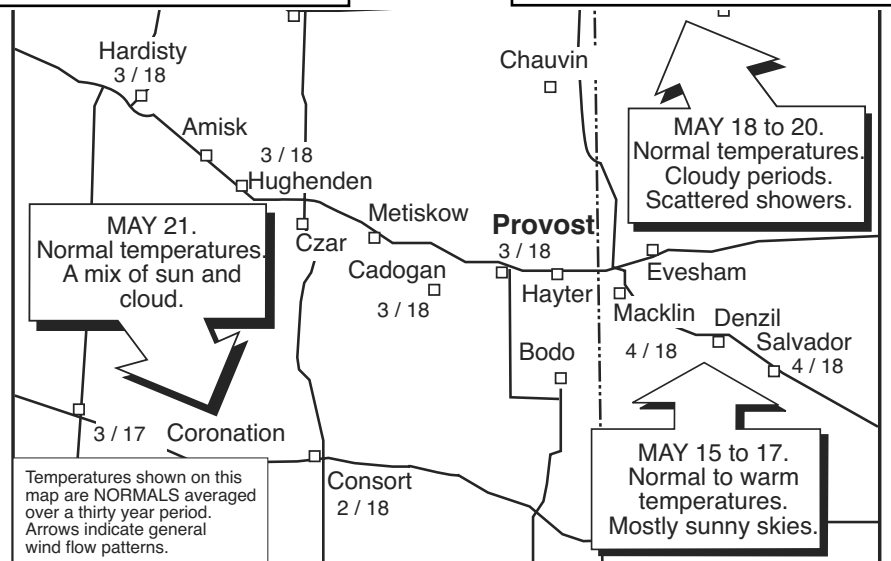 Hardisty
3 / 18
Chauvin
Amisk
3 / 18
Hughenden
MAY 18 to 20.
Normal temperatures.
Cloudy periods.
Scattered showers.
MAY 21.
Normal temperatures.
A mix of sun and
cloud.
Czar
Metiskow
Cadogan
3 / 18
Provost
3 / 18
Hayter
Evesham
Macklin
4 / 18
Denzil
Salvador
4 / 18
Bodo
3 / 17
Coronation
Consort
2 / 18
MAY 15 to 17.
Normal to warm
temperatures.
Mostly sunny skies.
Temperatures shown on this
map are NORMALS averaged
over a thirty year period.
Arrows indicate general
wind flow patterns.